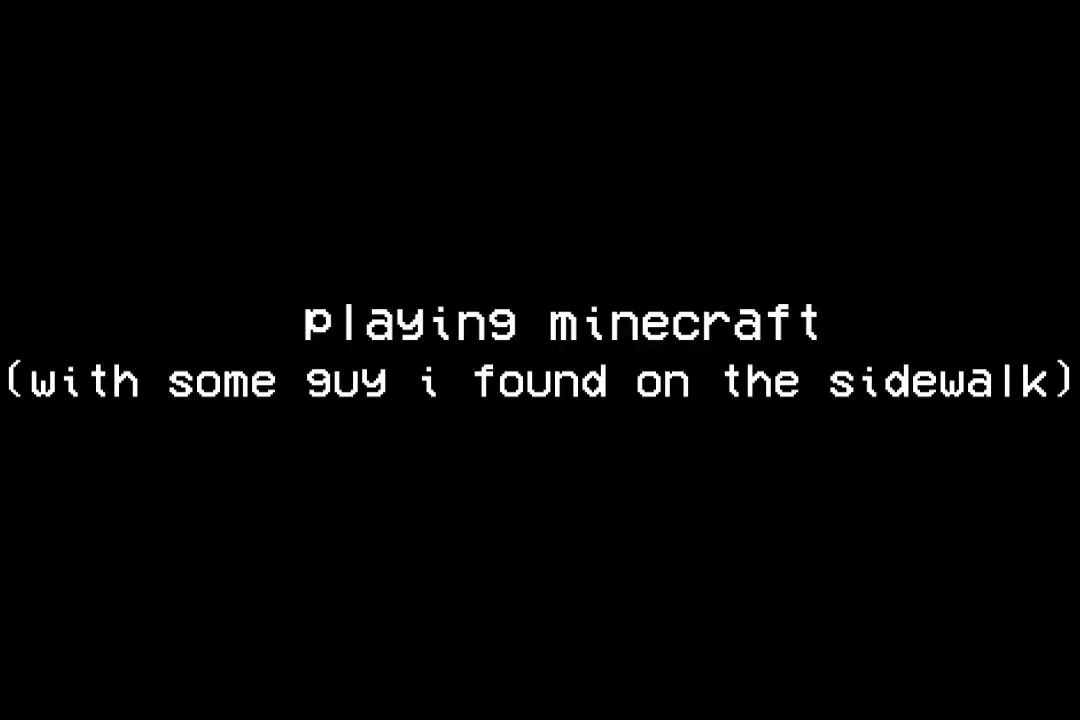 playing minecraft
(with some guy i found on the sidewalk)